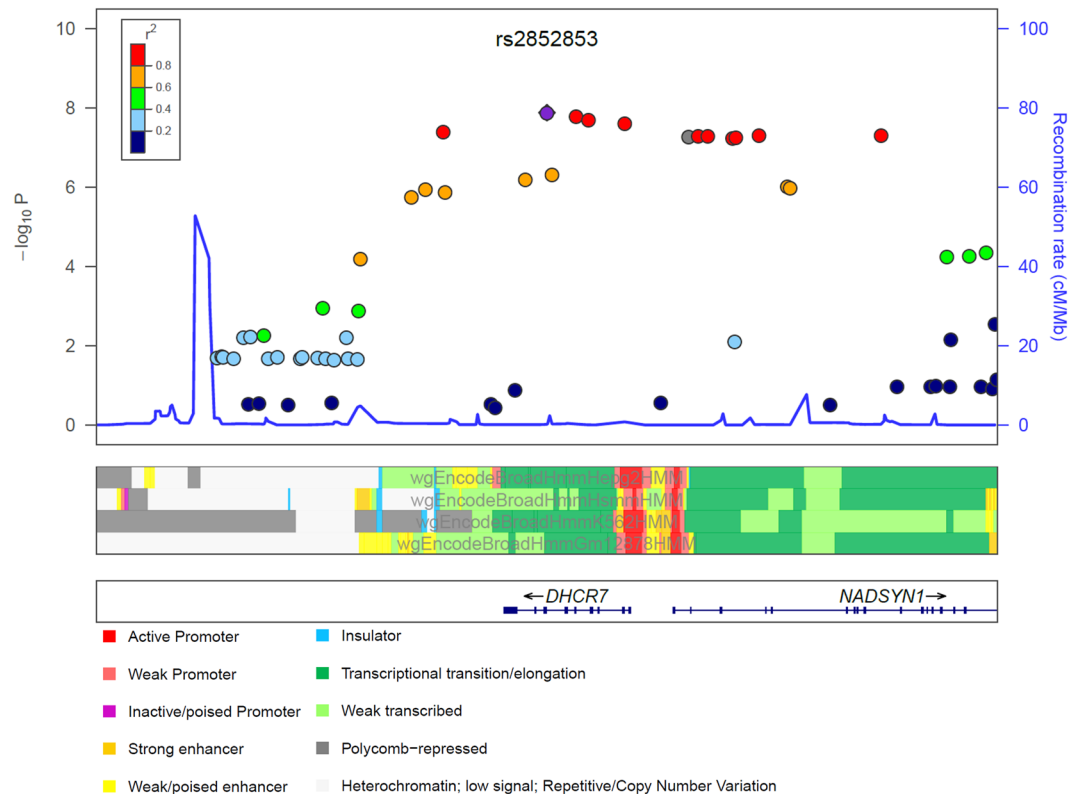 rs2852853
r2
0.8
0.6
0.4
0.2
10
8
6
4
2
0
−log10 P
100
80
60
40
20
0
Recombination rate (cM/Mb)
wgEncodeBroadHmmHepg2HMM
wgEncodeBroadHmmHsmmHMM
wgEncodeBroadHmmK562HMM
wgEncodeBroadHmmGm12878HMM
←DHCR7
NADSYN1→
Active Promoter
Weak Promoter
Inactive/poised Promoter
Strong enhancer
Weak/poised enhancer
Insulator
Transcriptional transition/elongation
Weak transcribed
Polycomb−repressed
Heterochromatin; low signal; Repetitive/Copy Number Variation